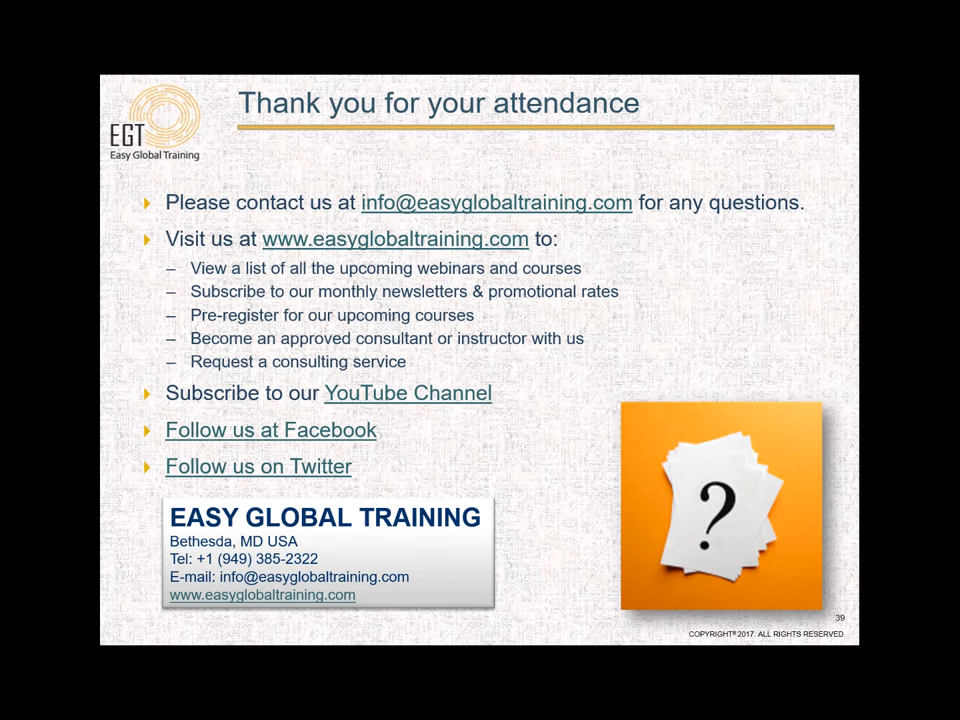 Thank you for your attendance
EGT
Easy Global Training
Please contact us at info@easyglobaltraining.com for any questions.
Visit us at www.easyglobaltraining.com to:
– View a list of all the upcoming webinars and courses
– Subscribe to our monthly newsletters & promotional rates
– Pre-register for our upcoming courses
– Become an approved consultant or instructor with us
– Request a consulting service
Subscribe to our YouTube Channel
Follow us at Facebook
Follow us on Twitter
?
EASY GLOBAL TRAINING
Bethesda, MD USA
Tel: +1 (949) 385-2322
E-mail: info@easyglobaltraining.com
www.easyglobaltraining.com
39
COPYRIGHT® 2017. ALL RIGHTS RESERVED.